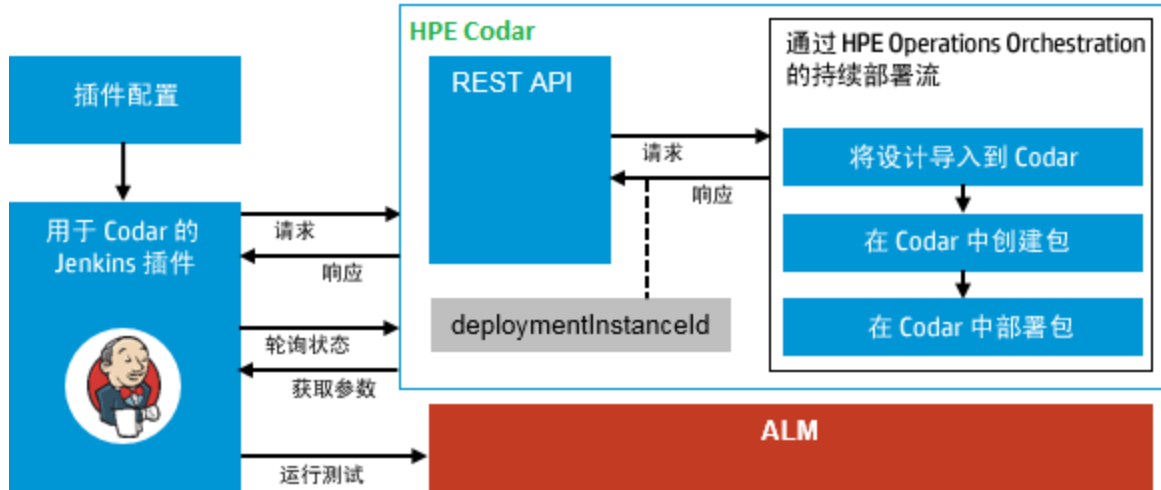 HPE Codar
插件配置
用于 Codar 的
Jenkins 插件
请求
响应
轮询状态
获取参数
运行测试
REST API
请求
响应
deploymentInstanceId
通过 HPE Operations Orchestration
的持续部署流
将设计导入到 Codar
在 Codar 中创建包
在 Codar 中部署包
ALM